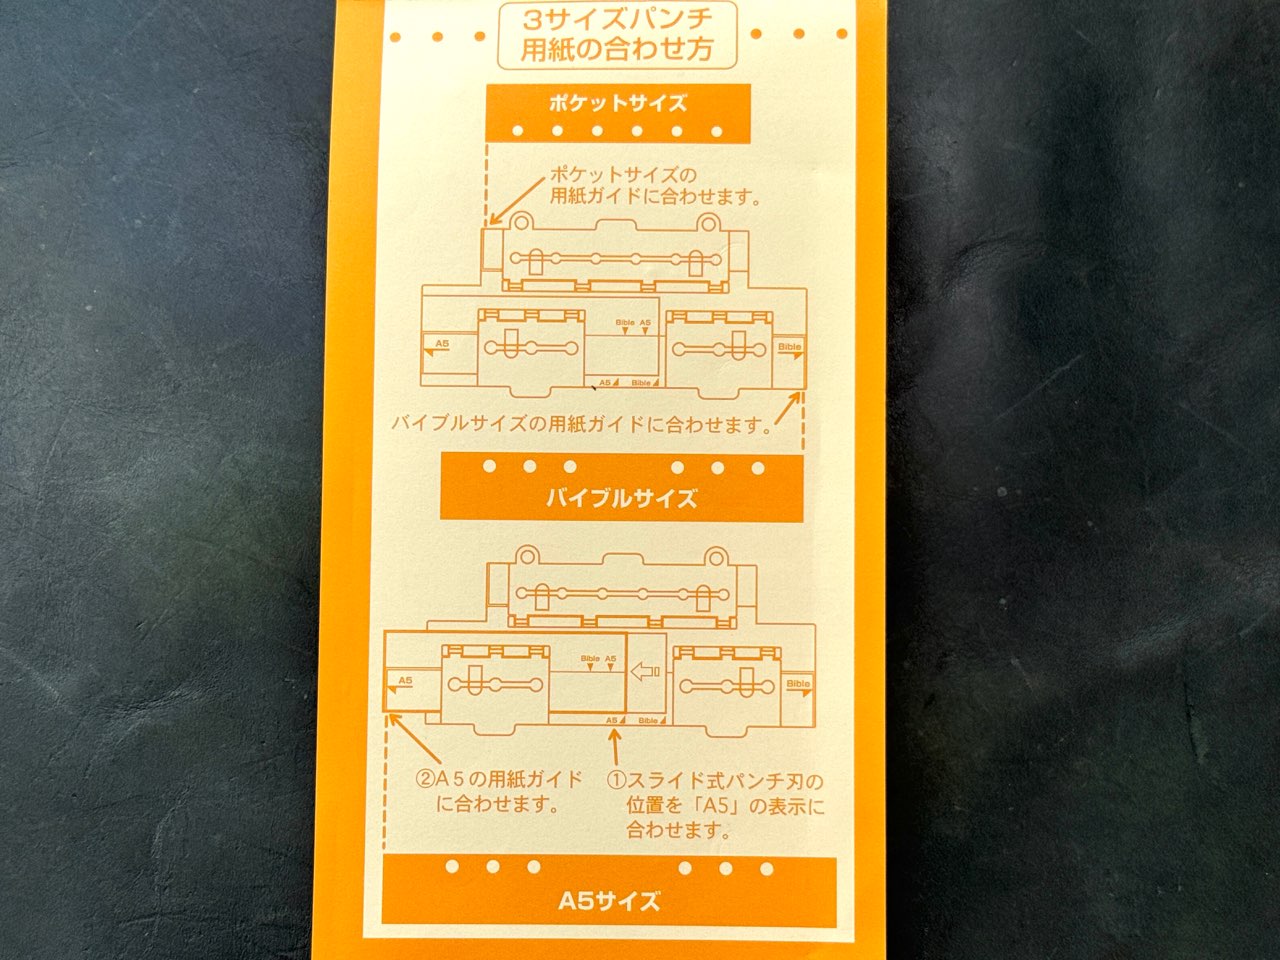 3サイズパンチ
用紙の合わせ方
ポケットサイズ
ポケットサイズの
用紙ガイドに合わせます。
Bible A5
A5
Bible
A5 Bible
バイブルサイズの用紙ガイドに合わせます。
バイブルサイズ
Bible A5
A5
Bible
A5 Bible
②A5の用紙ガイド
に合わせます。
①スライド式パンチ刃の
位置を「A5」の表示に
合わせます。
A5サイズ